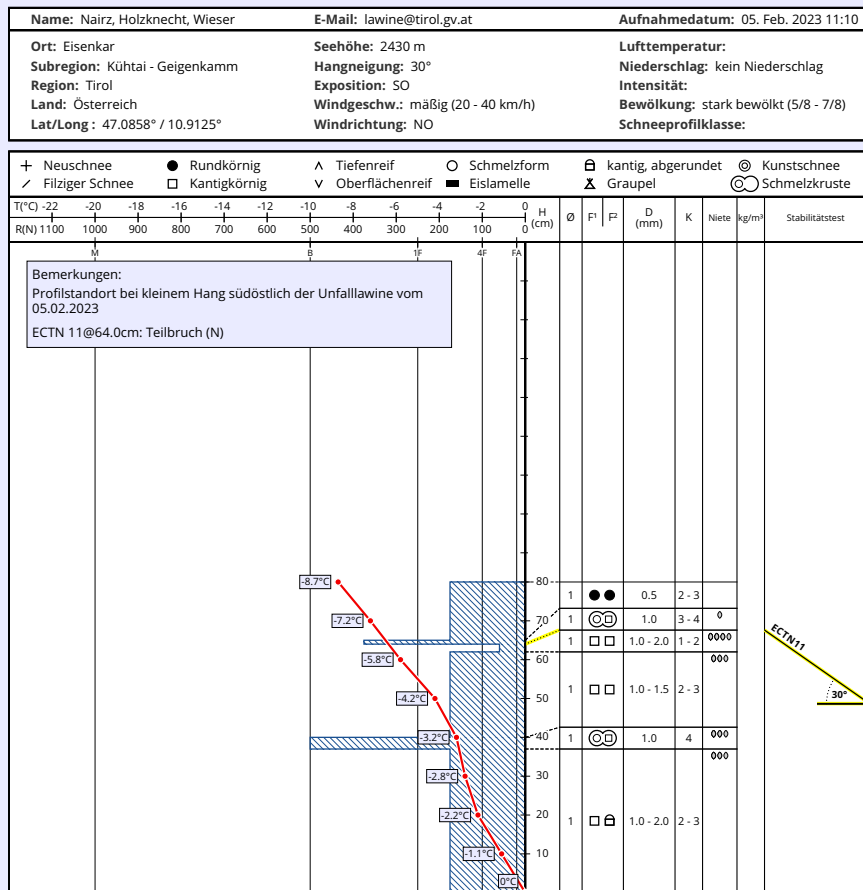 Name: Nairz, Holzknecht, Wieser E-Mail: lawine@tirol.gv.at Aufnahmedatum: 05. Feb. 2023 11:10
Ort: Eisenkar Seehöhe: 2430 m Lufttemperatur:
Subregion: Kühtai - Geigenkamm Hangneigung: 30° Niederschlag: kein Niederschlag
Region: Tirol Exposition: SO Intensität:
Land: Österreich Windgeschw.: mäßig (20 - 40 km/h) Bewölkung: stark bewölkt (5/8 - 7/8)
Lat/Long : 47.0858° / 10.9125° Windrichtung: NO Schneeprofilklasse:
Neuschnee Rundkörnig Tiefenreif Schmelzform kantig, abgerundet Kunstschnee
Filziger Schnee Kantigkörnig Oberflächenreif Eislamelle Graupel Schmelzkruste
T(°C) -22 -20 -18 -16 -14 -12 -10 -8 -6 -4 -2 0 H (cm) Ø F¹ F² D (mm) K Niete kg/m³ Stabilitätstest
R(N) 1100 1000 900 800 700 600 500 400 300 200 100 0
M B 1F 4F FA
Bemerkungen:
Profilstandort bei kleinem Hang südöstlich der Unfalllawine vom
05.02.2023
ECTN 11@64.0cm: Teilbruch (N)
-8.7°C 80
1 0.5 2 - 3
-7.2°C 70 1 1.0 3 - 4
1 1.0 - 2.0 1 - 2 ECTN11
-5.8°C 60
-4.2°C 50 1 1.0 - 1.5 2 - 3 30°
-3.2°C 40 1 1.0 4
-2.8°C 30
-2.2°C 20 1 1.0 - 2.0 2 - 3
-1.1°C 10
0°C